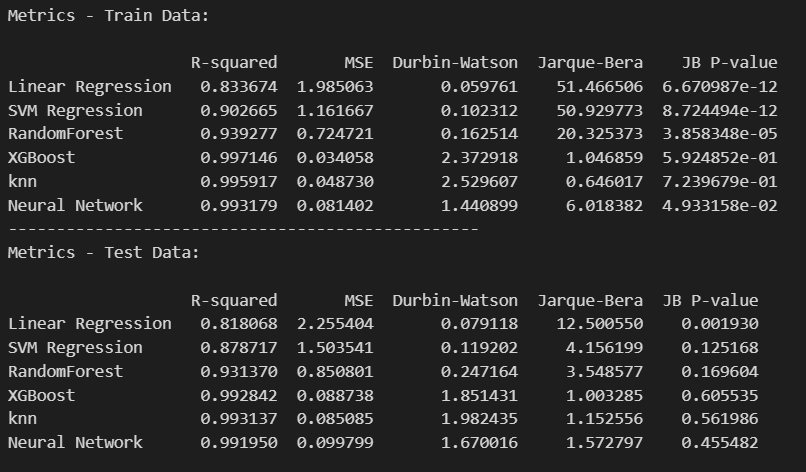 Metrics - Train Data:
R-squared MSE Durbin-Watson Jarque-Bera JB P-value
Linear Regression 0.833674 1.985063 0.059761 51.466506 6.670987e-12
SVM Regression 0.902665 1.161667 0.102312 50.929773 8.724494e-12
RandomForest 0.939277 0.724721 0.162514 20.325373 3.858348e-05
XGBoost 0.997146 0.034058 2.372918 1.046859 5.924852e-01
knn 0.995917 0.048730 2.529607 0.646017 7.239679e-01
Neural Network 0.993179 0.081402 1.440899 6.018382 4.933158e-02
-------------------------------------------------
Metrics - Test Data:
R-squared MSE Durbin-Watson Jarque-Bera JB P-value
Linear Regression 0.818068 2.255404 0.079118 12.500550 0.001930
SVM Regression 0.878717 1.503541 0.119202 4.156199 0.125168
RandomForest 0.931370 0.850801 0.247164 3.548577 0.169604
XGBoost 0.992842 0.088738 1.851431 1.003285 0.605535
knn 0.993137 0.085085 1.982435 1.152556 0.561986
Neural Network 0.991950 0.099799 1.670016 1.572797 0.455482